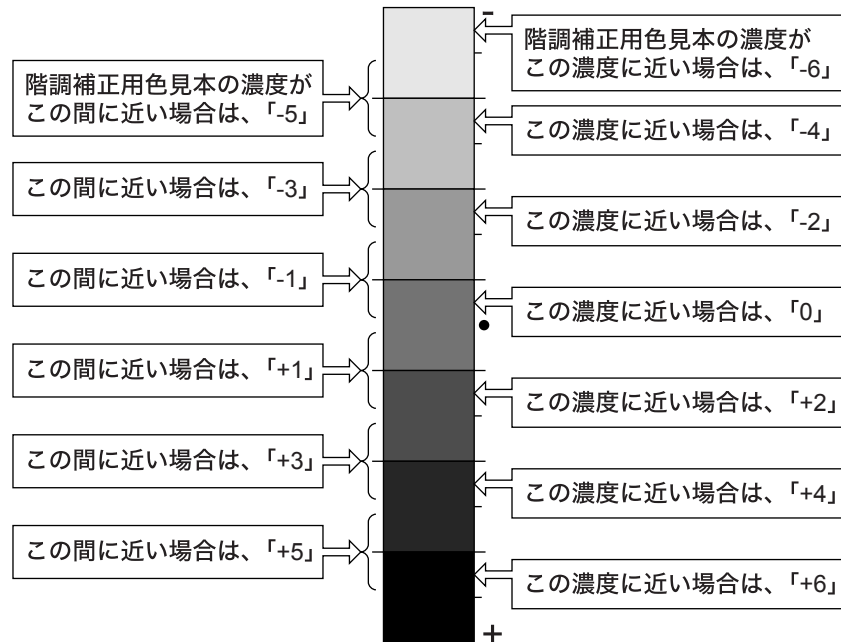 -
階調補正用色見本の濃度が
この濃度に近い場合は、「-6」
階調補正用色見本の濃度が
この間に近い場合は、「-5」
この濃度に近い場合は、「-4」
この間に近い場合は、「-3」
この濃度に近い場合は、「-2」
この間に近い場合は、「-1」
この濃度に近い場合は、「0」
この間に近い場合は、「+1」
この濃度に近い場合は、「+2」
この間に近い場合は、「+3」
この濃度に近い場合は、「+4」
この間に近い場合は、「+5」
この濃度に近い場合は、「+6」
+